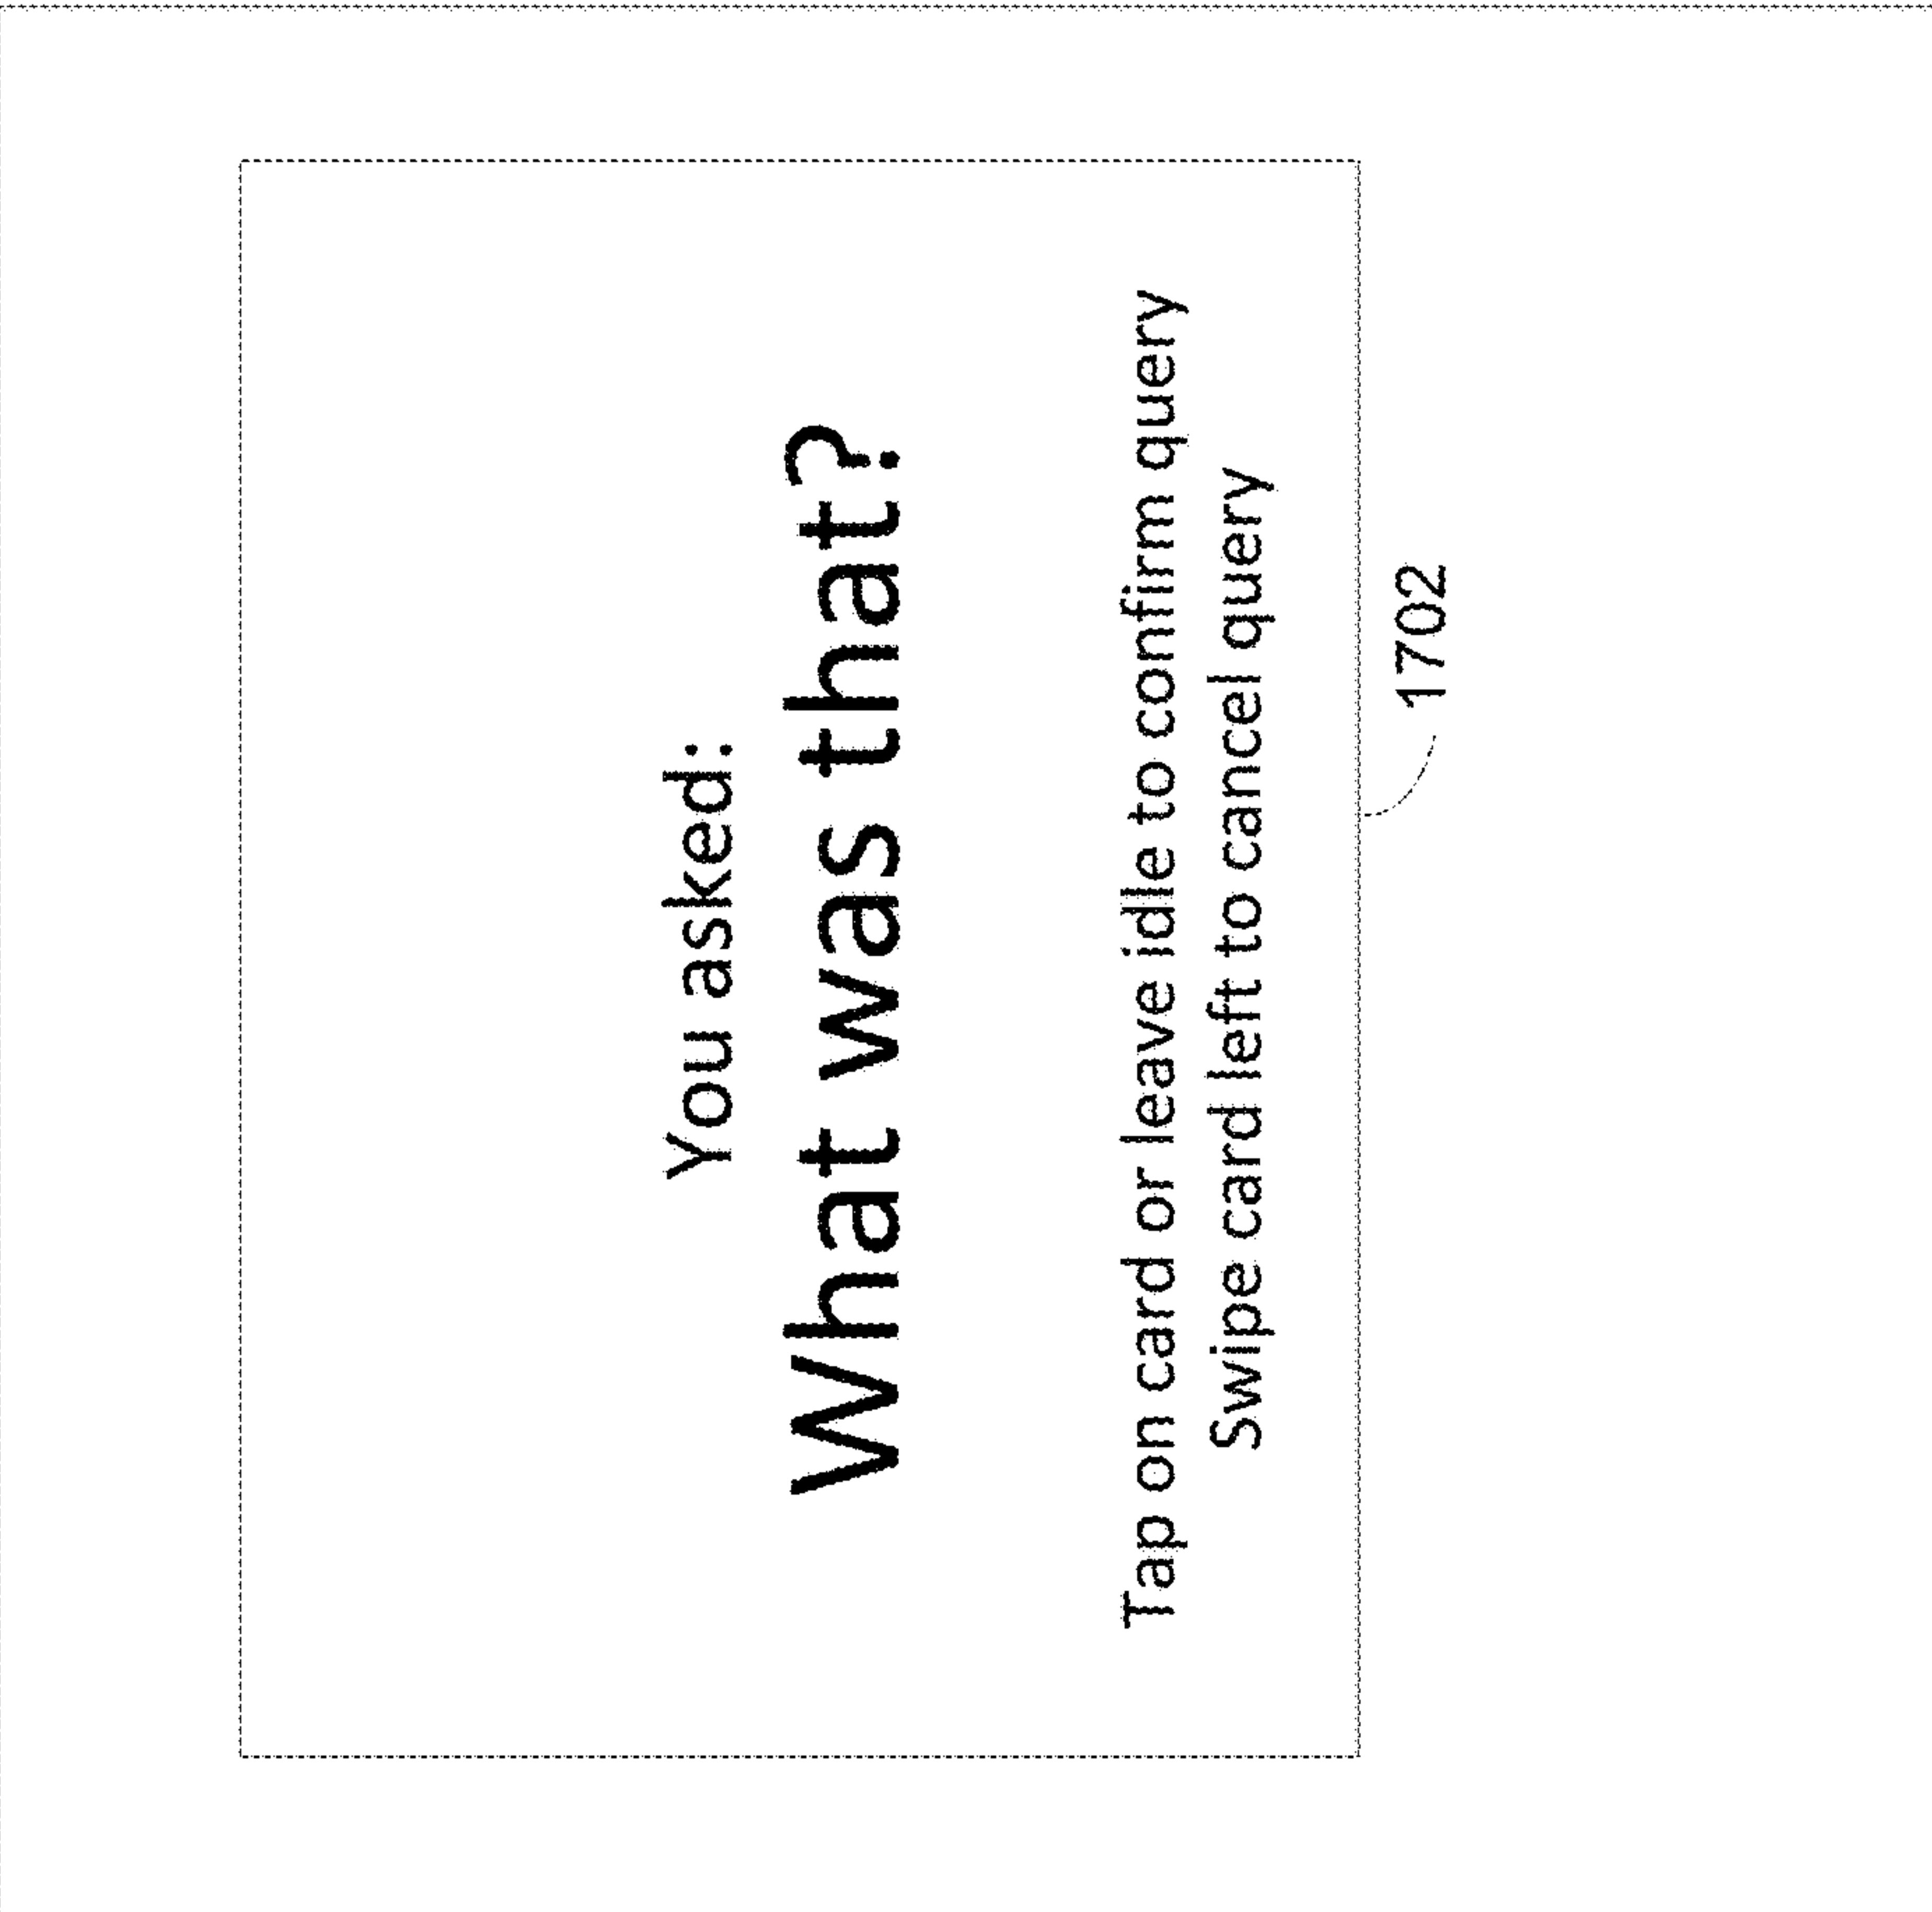 You asked:
What was that?
Tap on card or leave idle to confirm query
Swipe card left to cancel query
1702